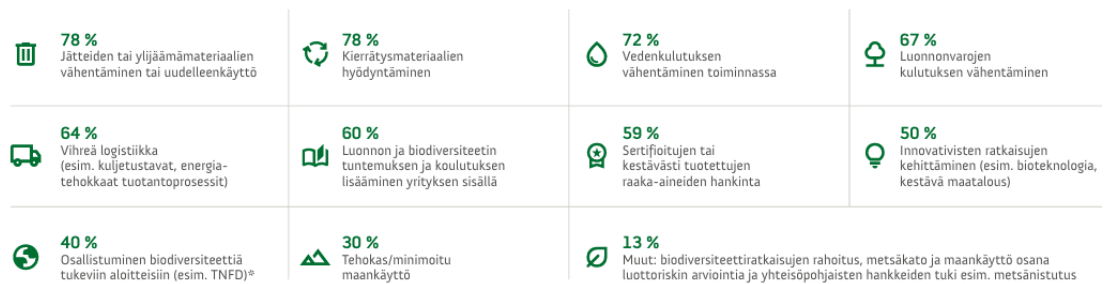 78 %
Jätteiden tai ylijäämämateriaalien
vähentäminen tai uudelleenkäyttö
78 %
Kierrätysmateriaalien
hyödyntäminen
72 %
Vedenkulutuksen
vähentäminen toiminnassa
67 %
Luonnonvarojen
kulutuksen vähentäminen
64 %
Vihreä logistiikka
(esim. kuljetustavat, energia-
tehokkaat tuotantoprosessit)
60 %
Luonnon ja biodiversiteetin
tuntemuksen ja koulutuksen
lisääminen yrityksen sisällä
59 %
Sertifioitujen tai
kestävästi tuotettujen
raaka-aineiden hankinta
50 %
Innovativisten ratkaisujen
kehittäminen (esim. bioteknologia,
kestävä maatalous)
40 %
Osallistuminen biodiversiteettiä
tukeviin aloitteisiin (esim. TNFD)*
30 %
Tehokas/minimoitu
maankäyttö
13 %
Muut: biodiversiteettiratkaisujen rahoitus, metsäkato ja maankäyttö osana
luottoriskin arviointia ja yhteisöpohjaisten hankkeiden tuki esim. metsänistutus